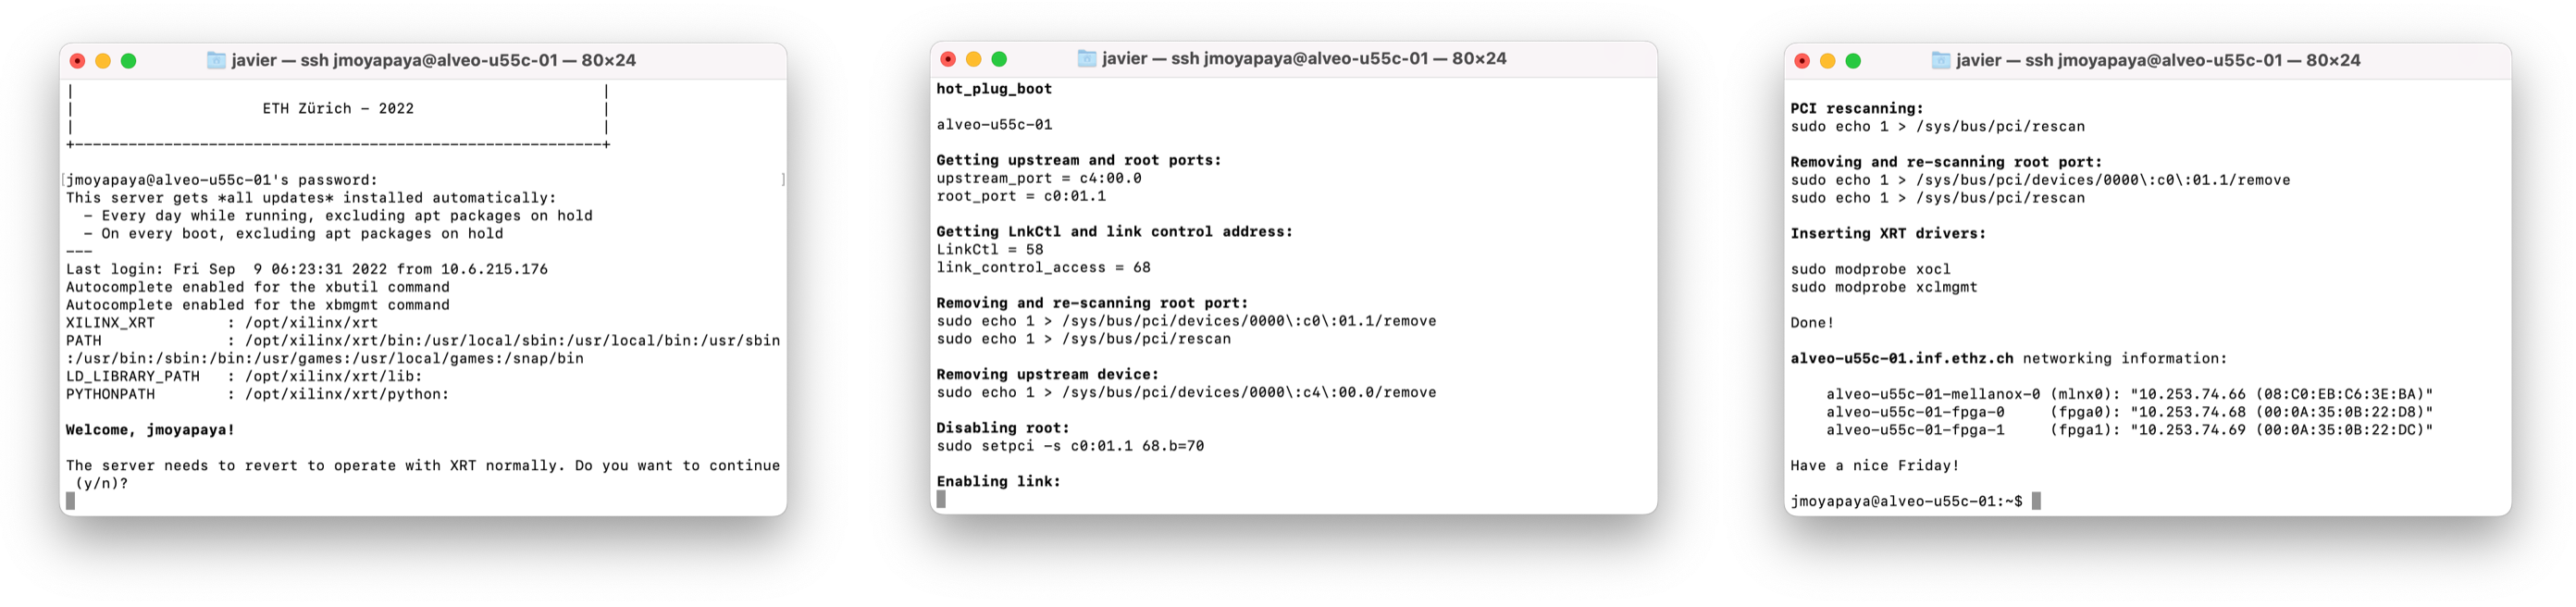 javier — ssh jmoyapaya@alveo-u55c-01 — 80×24
|                                                            |
|                     ETH Zürich - 2022                      |
|                                                            |
+------------------------------------------------------------+
[jmoyapaya@alveo-u55c-01's password:                                            ]
This server gets *all updates* installed automatically:
  - Every day while running, excluding apt packages on hold
  - On every boot, excluding apt packages on hold
---
Last login: Fri Sep  9 06:23:31 2022 from 10.6.215.176
Autocomplete enabled for the xbutil command
Autocomplete enabled for the xbmgmt command
XILINX_XRT        : /opt/xilinx/xrt
PATH              : /opt/xilinx/xrt/bin:/usr/local/sbin:/usr/local/bin:/usr/sbin
:/usr/bin:/sbin:/bin:/usr/games:/usr/local/games:/snap/bin
LD_LIBRARY_PATH   : /opt/xilinx/xrt/lib:
PYTHONPATH        : /opt/xilinx/xrt/python:
Welcome, jmoyapaya!
The server needs to revert to operate with XRT normally. Do you want to continue
 (y/n)?
javier — ssh jmoyapaya@alveo-u55c-01 — 80×24
hot_plug_boot
alveo-u55c-01
Getting upstream and root ports:
upstream_port = c4:00.0
root_port = c0:01.1
Getting LnkCtl and link control address:
LinkCtl = 58
link_control_access = 68
Removing and re-scanning root port:
sudo echo 1 > /sys/bus/pci/devices/0000\:c0\:01.1/remove
sudo echo 1 > /sys/bus/pci/rescan
Removing upstream device:
sudo echo 1 > /sys/bus/pci/devices/0000\:c4\:00.0/remove
Disabling root:
sudo setpci -s c0:01.1 68.b=70
Enabling link:
javier — ssh jmoyapaya@alveo-u55c-01 — 80×24
PCI rescanning:
sudo echo 1 > /sys/bus/pci/rescan
Removing and re-scanning root port:
sudo echo 1 > /sys/bus/pci/devices/0000\:c0\:01.1/remove
sudo echo 1 > /sys/bus/pci/rescan
Inserting XRT drivers:
sudo modprobe xocl
sudo modprobe xclmgmt
Done!
alveo-u55c-01.inf.ethz.ch networking information:
    alveo-u55c-01-mellanox-0 (mlnx0): "10.253.74.66 (08:C0:EB:C6:3E:BA)"
    alveo-u55c-01-fpga-0     (fpga0): "10.253.74.68 (00:0A:35:0B:22:D8)"
    alveo-u55c-01-fpga-1     (fpga1): "10.253.74.69 (00:0A:35:0B:22:DC)"
Have a nice Friday!
jmoyapaya@alveo-u55c-01:~$